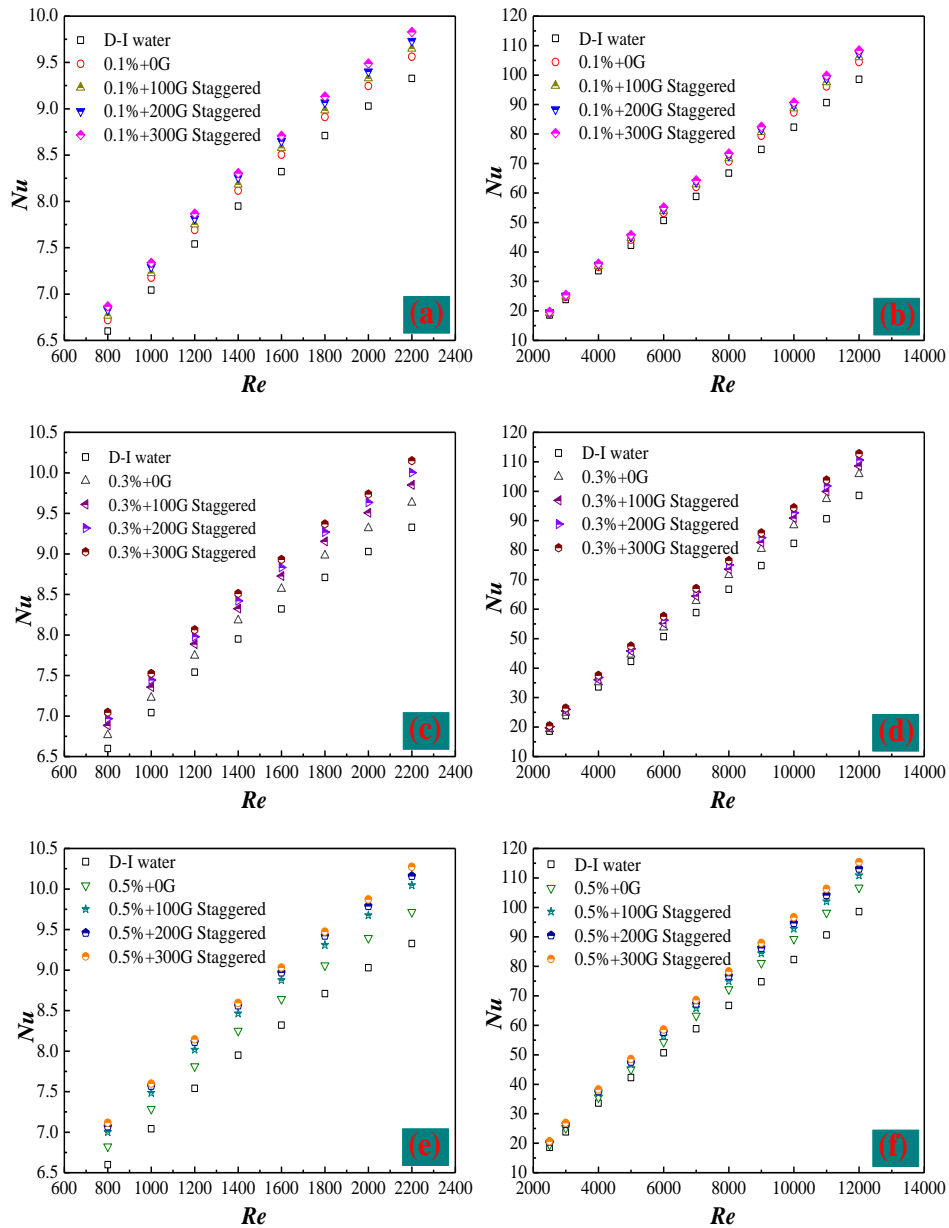 10.0
9.5
9.0
8.5
8.0
7.5
7.0
6.5
Nu
D-I water
0.1%+0G
0.1%+100G Staggered
0.1%+200G Staggered
0.1%+300G Staggered
(a)
600 800 1000 1200 1400 1600 1800 2000 2200 2400
Re
120
110
100
90
80
70
60
50
40
30
20
10
Nu
D-I water
0.1%+0G
0.1%+100G Staggered
0.1%+200G Staggered
0.1%+300G Staggered
(b)
2000 4000 6000 8000 10000 12000 14000
Re
10.5
10.0
9.5
9.0
8.5
8.0
7.5
7.0
6.5
Nu
D-I water
0.3%+0G
0.3%+100G Staggered
0.3%+200G Staggered
0.3%+300G Staggered
(c)
600 800 1000 1200 1400 1600 1800 2000 2200 2400
Re
120
110
100
90
80
70
60
50
40
30
20
10
Nu
D-I water
0.3%+0G
0.3%+100G Staggered
0.3%+200G Staggered
0.3%+300G Staggered
(d)
2000 4000 6000 8000 10000 12000 14000
Re
10.5
10.0
9.5
9.0
8.5
8.0
7.5
7.0
6.5
Nu
D-I water
0.5%+0G
0.5%+100G Staggered
0.5%+200G Staggered
0.5%+300G Staggered
(e)
600 800 1000 1200 1400 1600 1800 2000 2200 2400
Re
120
110
100
90
80
70
60
50
40
30
20
10
Nu
D-I water
0.5%+0G
0.5%+100G Staggered
0.5%+200G Staggered
0.5%+300G Staggered
(f)
2000 4000 6000 8000 10000 12000 14000
Re